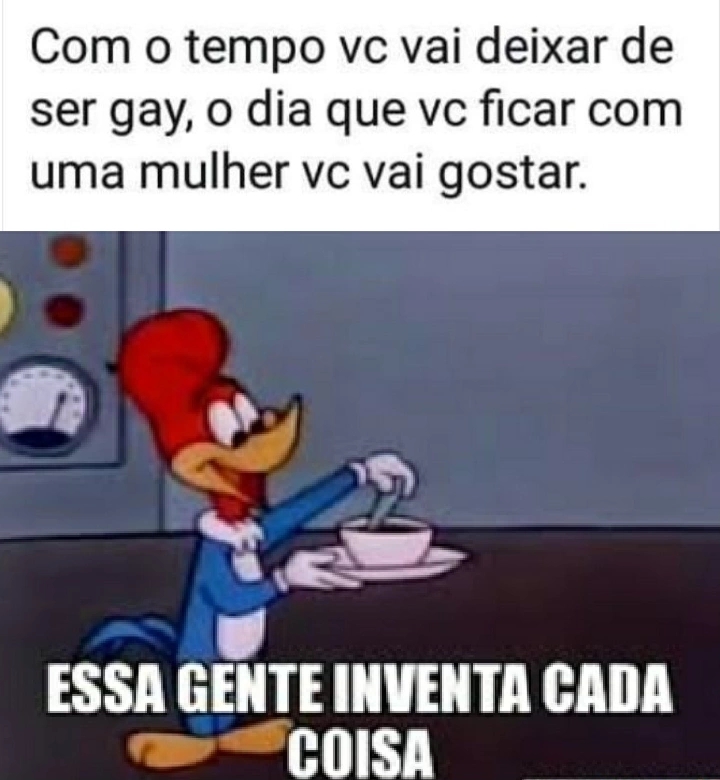 Com o tempo vc vai deixar de
ser gay, o dia que vc ficar com
uma mulher vc vai gostar.
ESSA GENTE INVENTA CADA
COISA